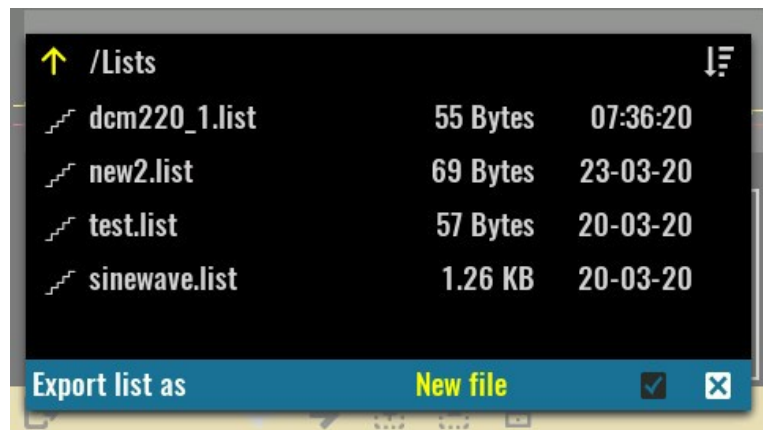 /Lists
dcm220_1.list 55 Bytes 07:36:20
new2.list 69 Bytes 23-03-20
test.list 57 Bytes 20-03-20
sinewave.list 1.26 KB 20-03-20
Export list as New file